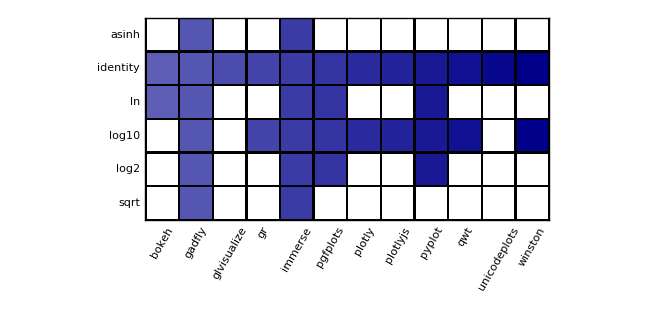 asinh
identity
ln
log10
log2
sqrt
bokeh
gadfly
glvisualize
gr
immerse
pgfplots
plotly
plotlyjs
pyplot
qwt
unicodeplots
winston